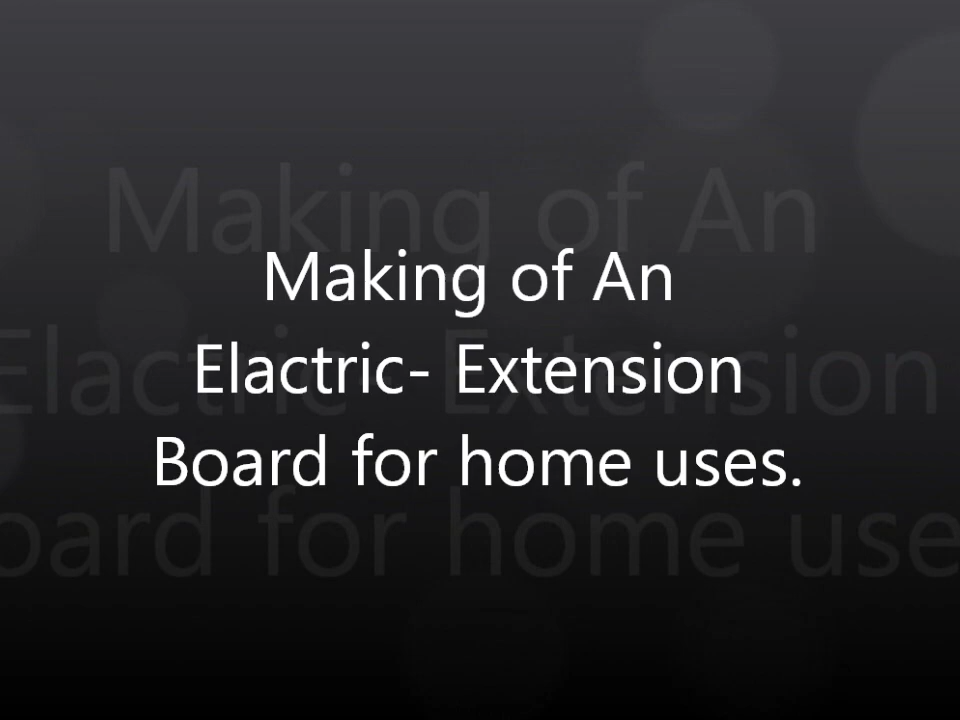 Making of An
Elactric- Extension
Board for home uses.